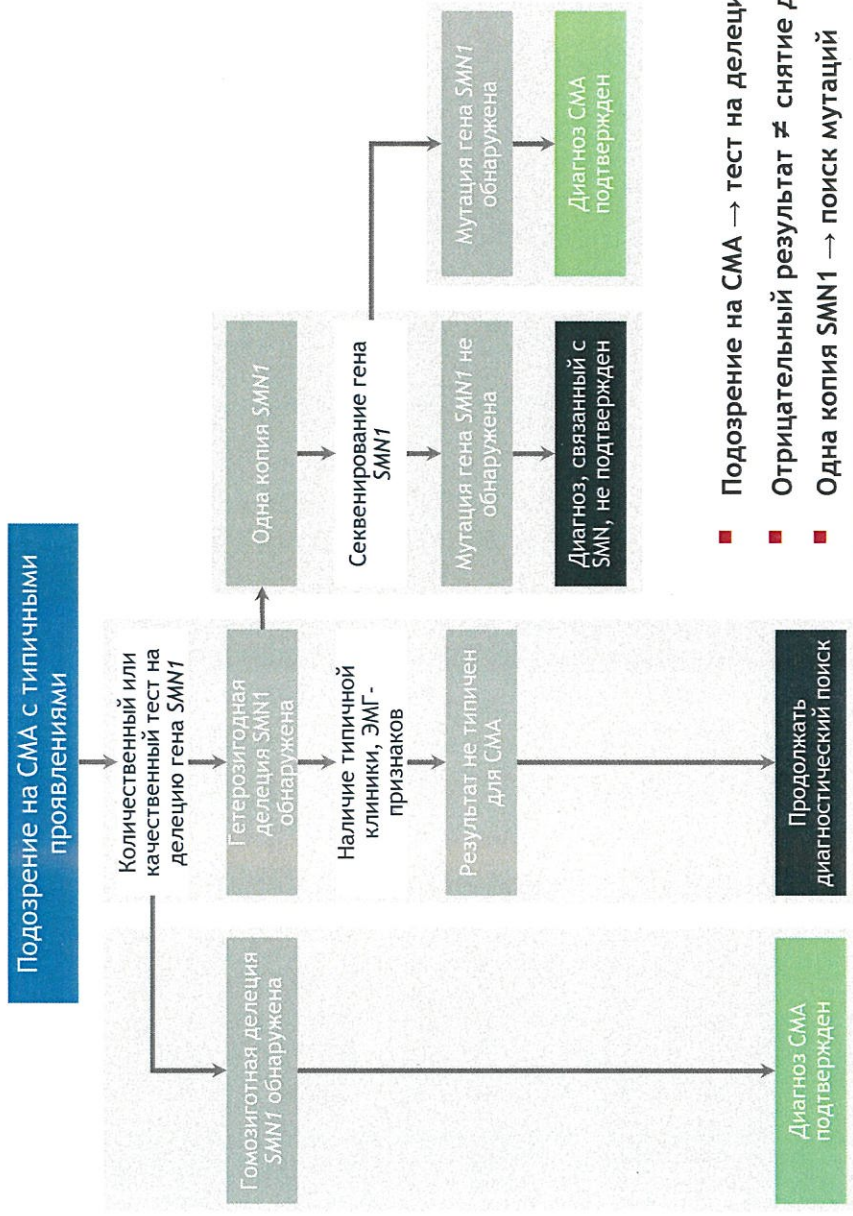 Подозрение на СМА с типичными
проявлениями
Количественный или
качественный тест на
делецию гена SMN1
Гомозиготная делеция
SMN1 обнаружена
Диагноз СМА
подтвержден
Гетерозигодная
делеция SMN1
обнаружена
Наличие типичной
клиники, ЭМГ-
признаков
Результат не типичен
для СМА
Продолжать
диагностический поиск
Одна копия SMN1
Секвенирование гена
SMN1
Мутация гена SMN1 не
обнаружена
Диагноз, связанный с
SMN, не подтвержден
Мутация гена SMN1
обнаружена
Диагноз СМА
подтвержден
Подозрение на СМА → тест на делеци
Отрицательный результат ≠ снятие
Одна копия SMN1 → поиск мутаций